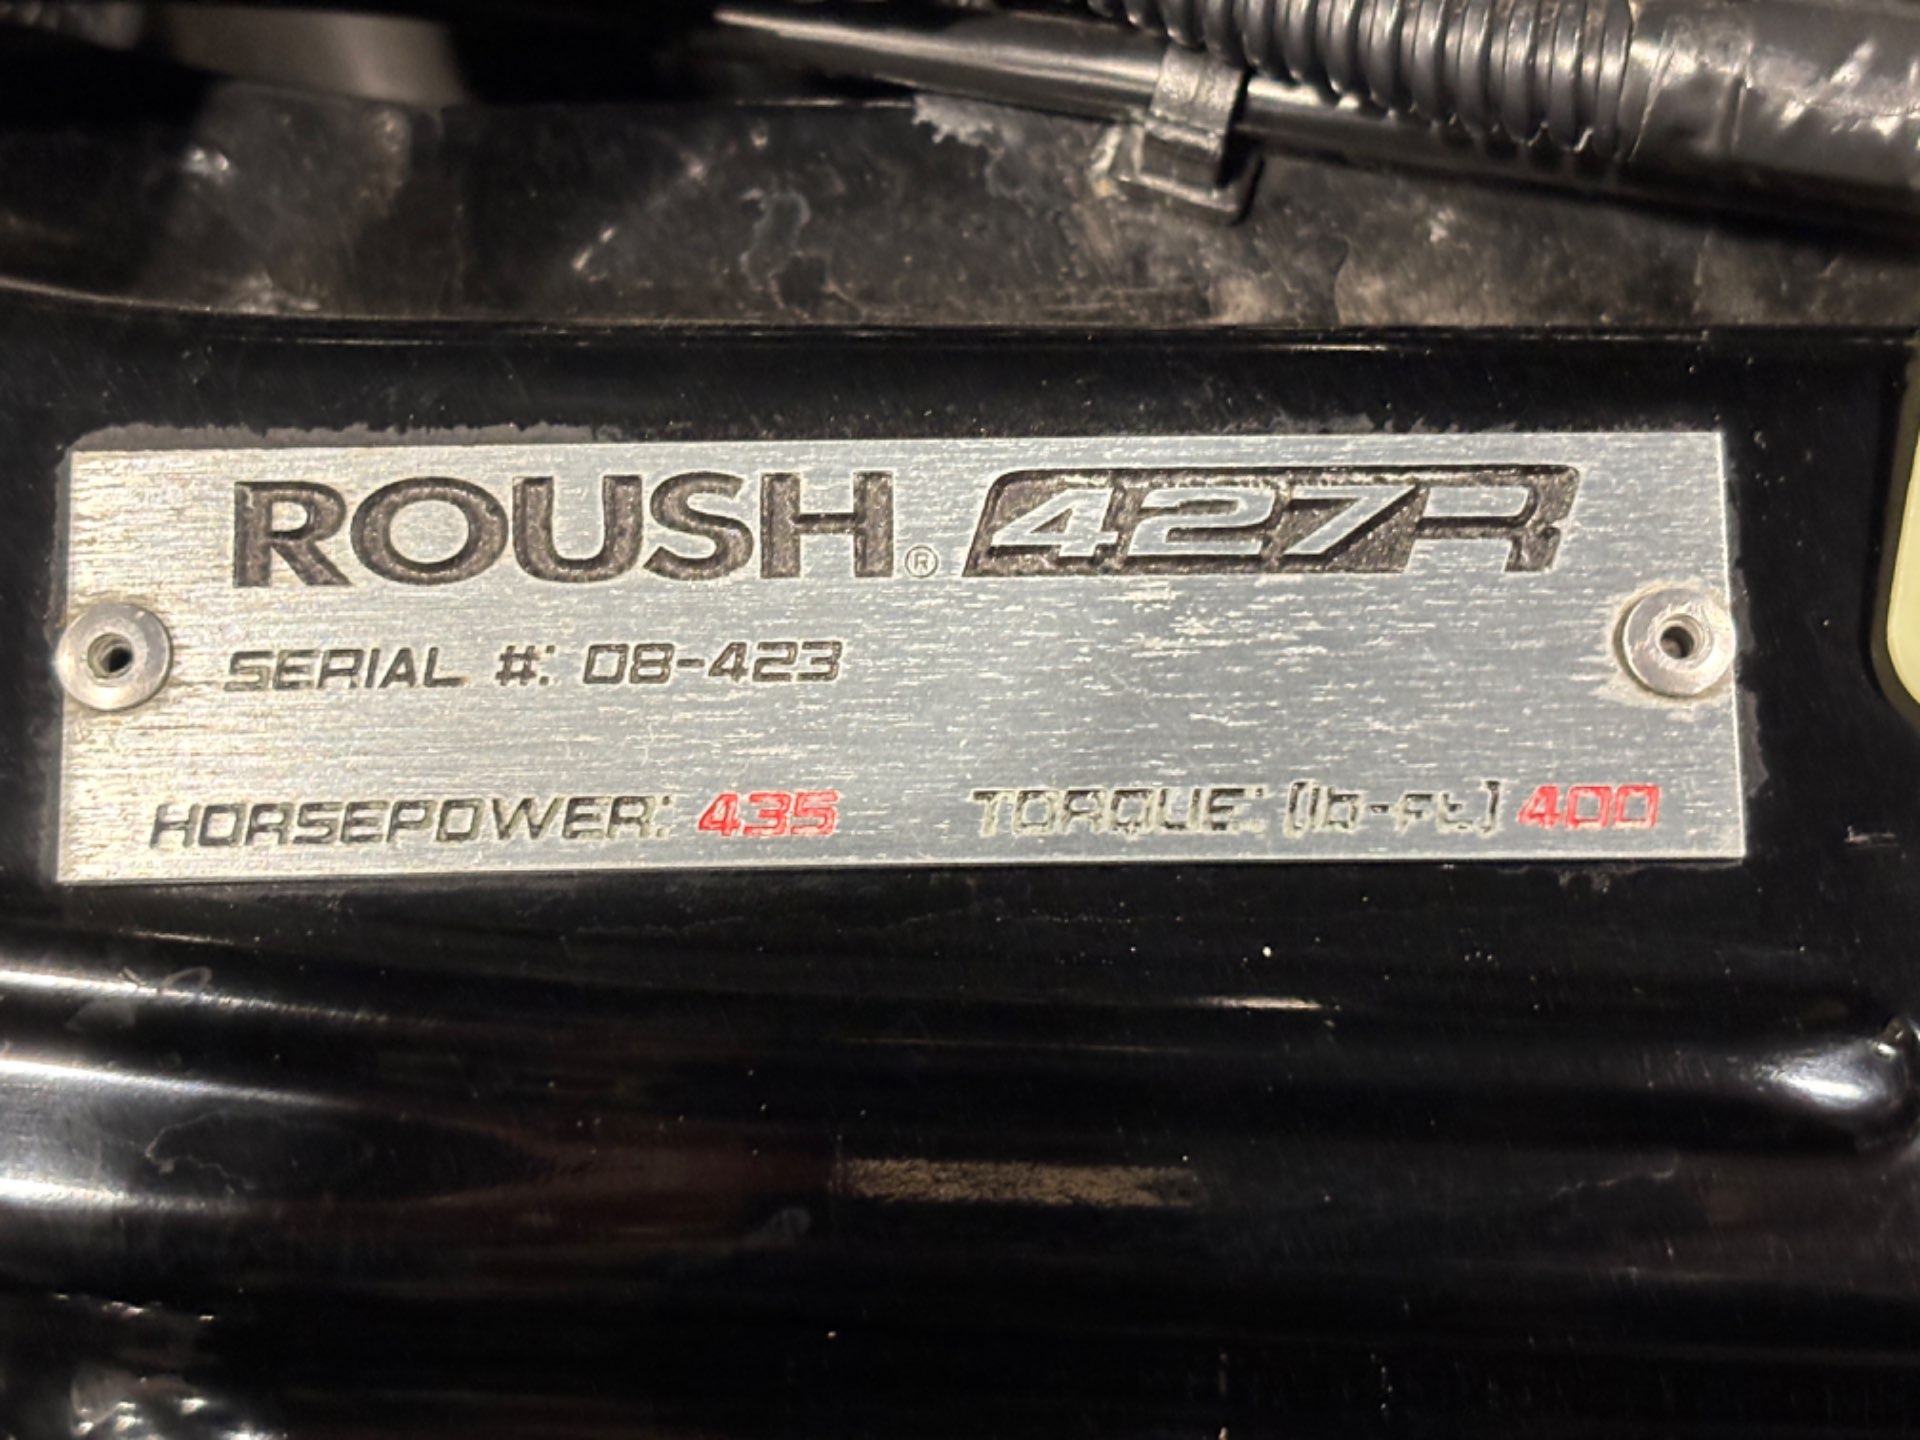 ROUSH® 427R
SERIAL #: 08-423
HORSEPOWER: 435 TORQUE: (lb-ft) 400